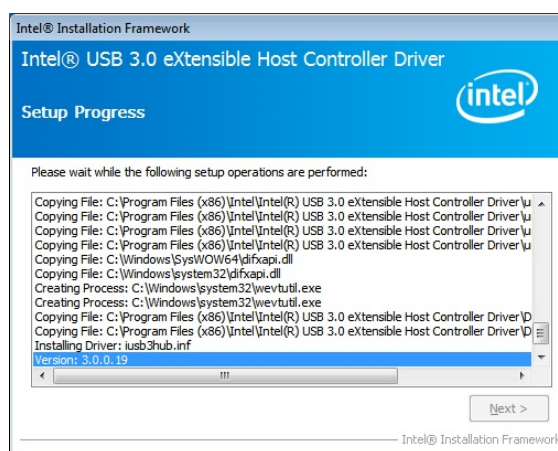 Intel® Installation Framework
Intel® USB 3.0 eXtensible Host Controller Driver
intel
Setup Progress
Please wait while the following setup operations are performed:
Copying File: C:\Program Files (x86)\Intel\Intel(R) USB 3.0 eXtensible Host Controller Driver\u
Copying File: C:\Program Files (x86)\Intel\Intel(R) USB 3.0 eXtensible Host Controller Driver\u
Copying File: C:\Program Files (x86)\Intel\Intel(R) USB 3.0 eXtensible Host Controller Driver\u
Copying File: C:\Program Files (x86)\Intel\Intel(R) USB 3.0 eXtensible Host Controller Driver\u
Copying File: C:\Windows\SysWOW64\difxapi.dll
Copying File: C:\Windows\system32\difxapi.dll
Creating Process: C:\Windows\system32\wevtutil.exe
Creating Process: C:\Windows\system32\wevtutil.exe
Copying File: C:\Program Files (x86)\Intel\Intel(R) USB 3.0 eXtensible Host Controller Driver\D
Copying File: C:\Program Files (x86)\Intel\Intel(R) USB 3.0 eXtensible Host Controller Driver\D
Installing Driver: iusb3hub.inf
Version: 3.0.0.19
Next >
Intel® Installation Framework